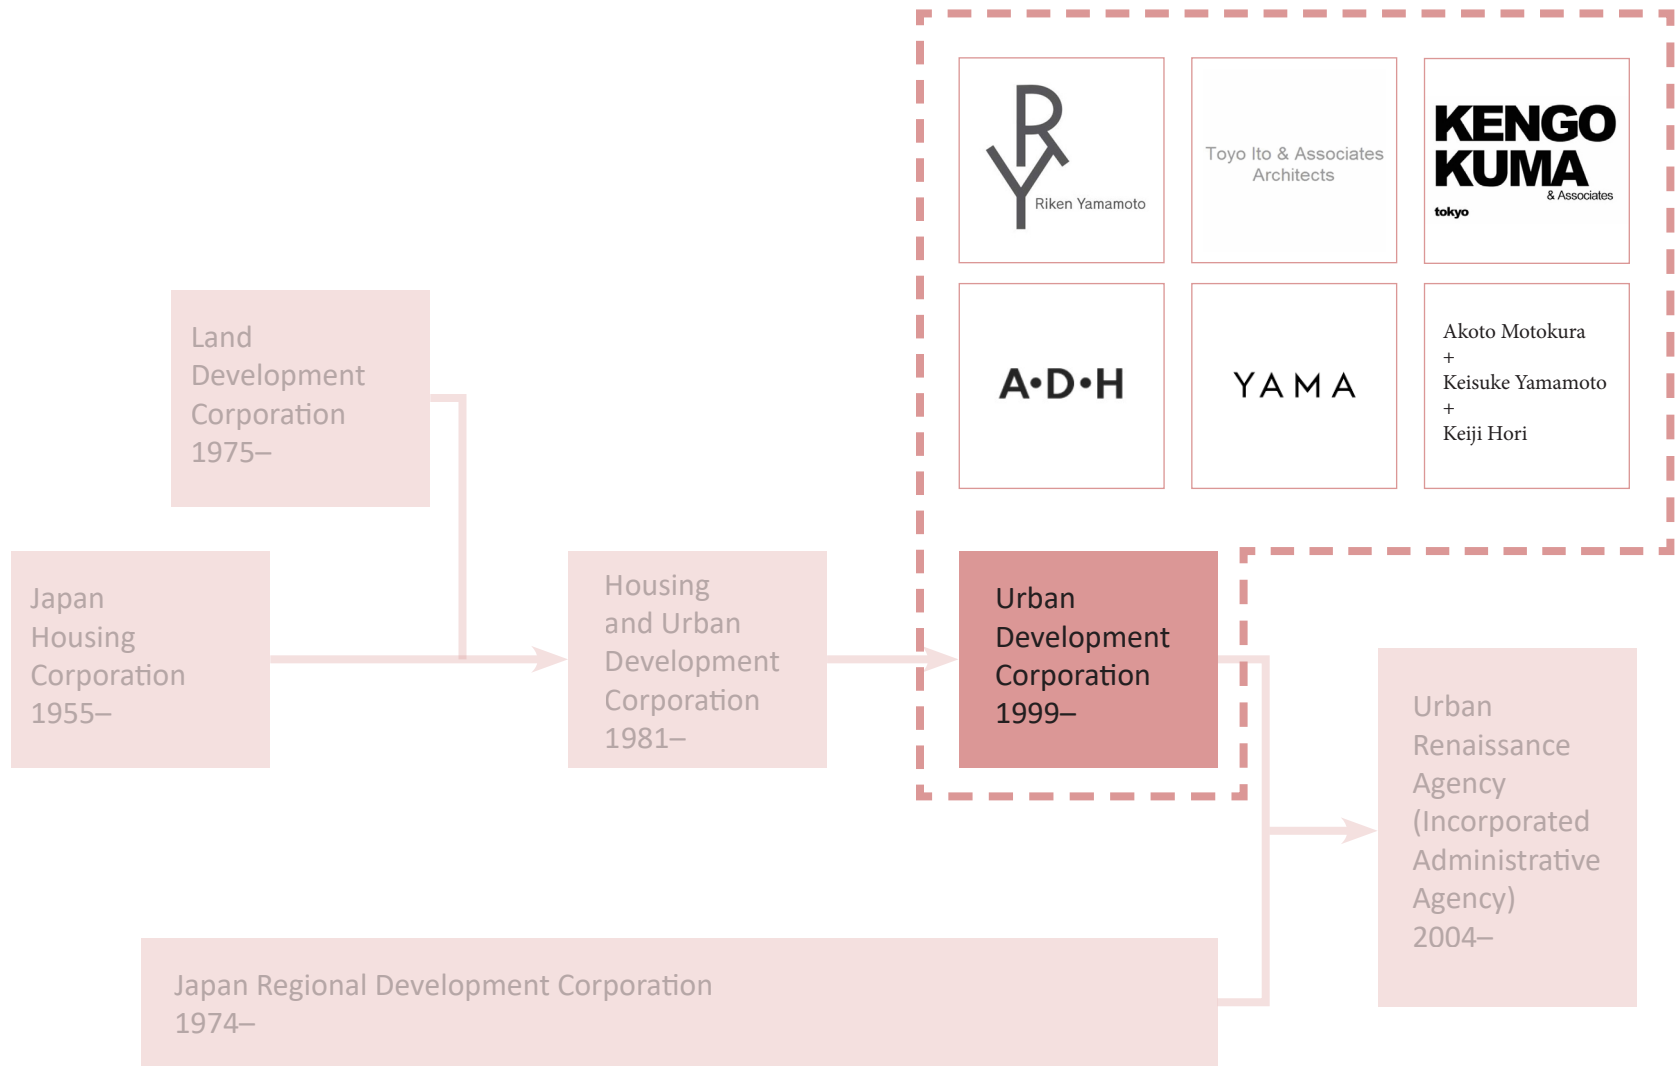 RY
Riken Yamamoto
Toyo Ito & Associates
Architects
KENGO
KUMA
& Associates
tokyo
A•D•H
YAMA
Akoto Motokura
+
Keisuke Yamamoto
+
Keiji Hori
Land
Development
Corporation
1975–
Japan
Housing
Corporation
1955–
Housing
and Urban
Development
Corporation
1981–
Urban
Development
Corporation
1999–
Urban
Renaissance
Agency
(Incorporated
Administrative
Agency)
2004–
Japan Regional Development Corporation
1974–